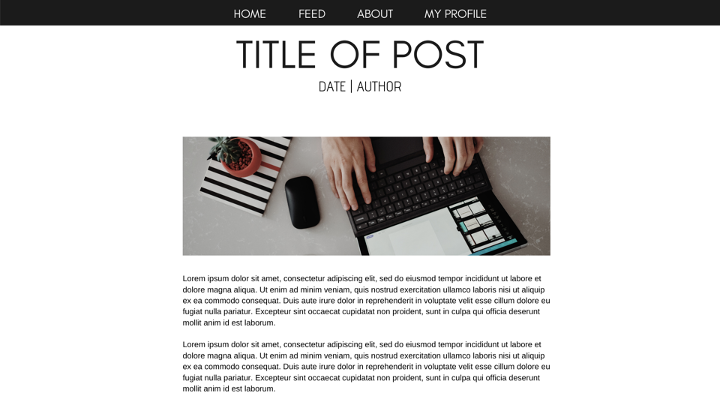 HOME FEED ABOUT MY PROFILE
TITLE OF POST
DATE | AUTHOR
Lorem ipsum dolor sit amet, consectetur adipiscing elit, sed do eiusmod tempor incididunt ut labore et
dolore magna aliqua. Ut enim ad minim veniam, quis nostrud exercitation ullamco laboris nisi ut aliquip
ex ea commodo consequat. Duis aute irure dolor in reprehenderit in voluptate velit esse cillum dolore eu
fugiat nulla pariatur. Excepteur sint occaecat cupidatat non proident, sunt in culpa qui officia deserunt
mollit anim id est laborum.
Lorem ipsum dolor sit amet, consectetur adipiscing elit, sed do eiusmod tempor incididunt ut labore et
dolore magna aliqua. Ut enim ad minim veniam, quis nostrud exercitation ullamco laboris nisi ut aliquip
ex ea commodo consequat. Duis aute irure dolor in reprehenderit in voluptate velit esse cillum dolore eu
fugiat nulla pariatur. Excepteur sint occaecat cupidatat non proident, sunt in culpa qui officia deserunt
mollit anim id est laborum.